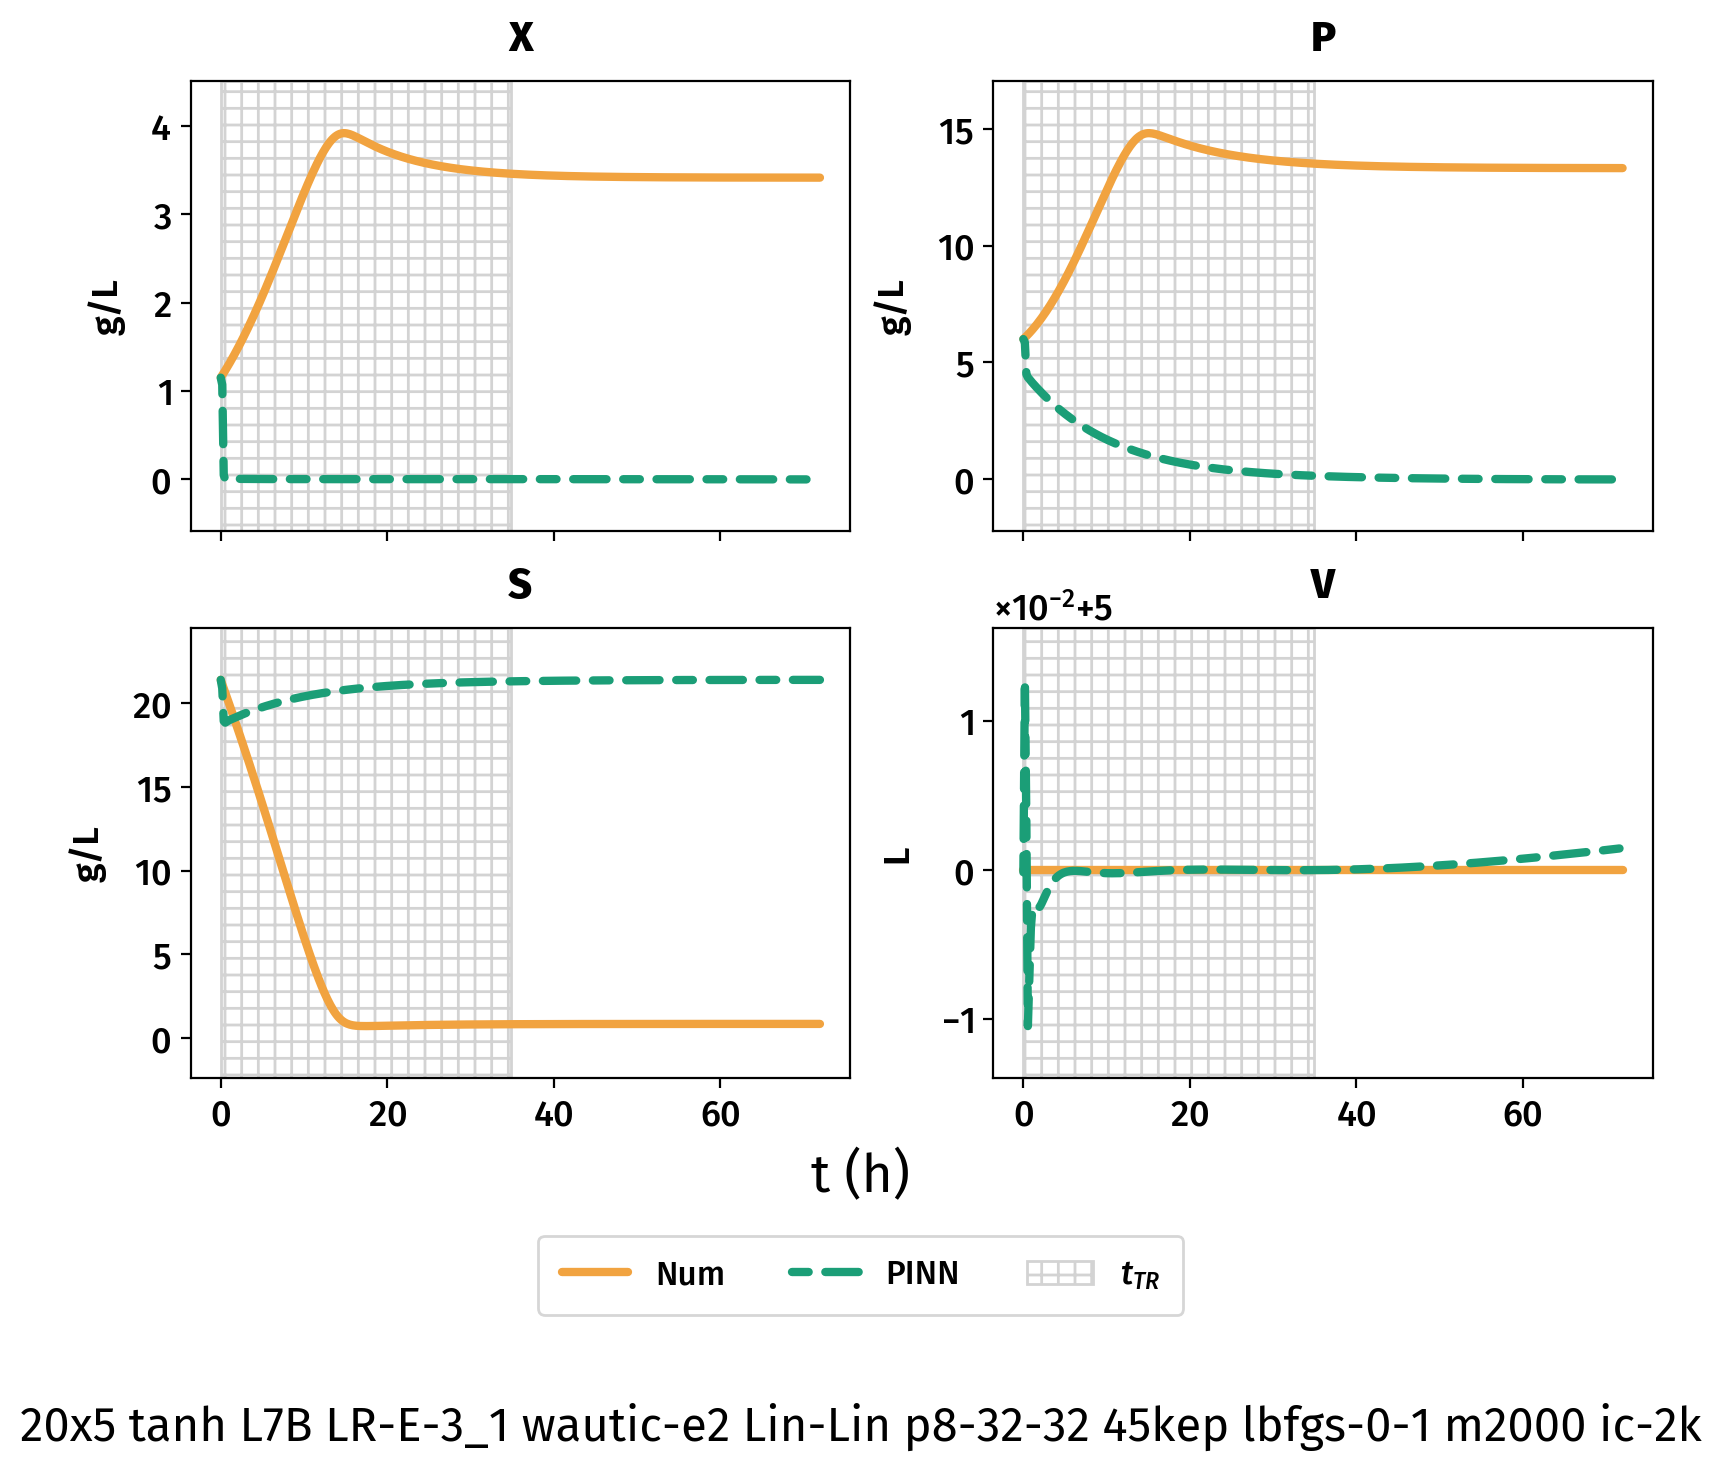 X
4
3
2
1
0
g/L
P
15
10
5
0
g/L
S
20
15
10
5
0
g/L
0 20 40 60
V
×10⁻²+5
1
0
−1
L
0 20 40 60
t (h)
Num PINN t_TR
20x5 tanh L7B LR-E-3_1 wautic-e2 Lin-Lin p8-32-32 45kep lbfgs-0-1 m2000 ic-2k